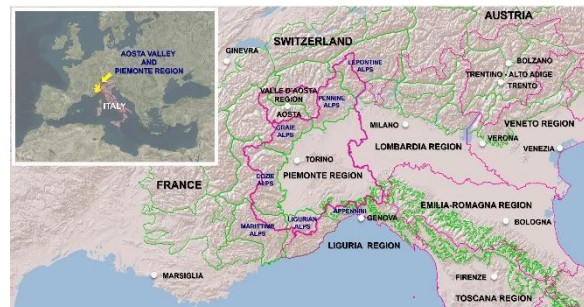 AOSTA VALLEY
AND
PIEMONTE REGION
ITALY
AUSTRIA
SWITZERLAND
GINEVRA
LEPONTINE
ALPS
BOLZANO
TRENTINO - ALTO ADIGE
TRENTO
VALLE D'AOSTA
REGION
PENNINE ALPS
AOSTA
GRAIE
ALPS
MILANO
VENETO REGION
VERONA
VENEZIA
LOMBARDIA REGION
TORINO
PIEMONTE REGION
FRANCE
COZIE
ALPS
EMILIA-ROMAGNA REGION
BOLOGNA
MARITTIME
ALPS
LIGURIAN
ALPS
APPENNINI
GENOVA
LIGURIA REGION
MARSIGLIA
FIRENZE
TOSCANA REGION